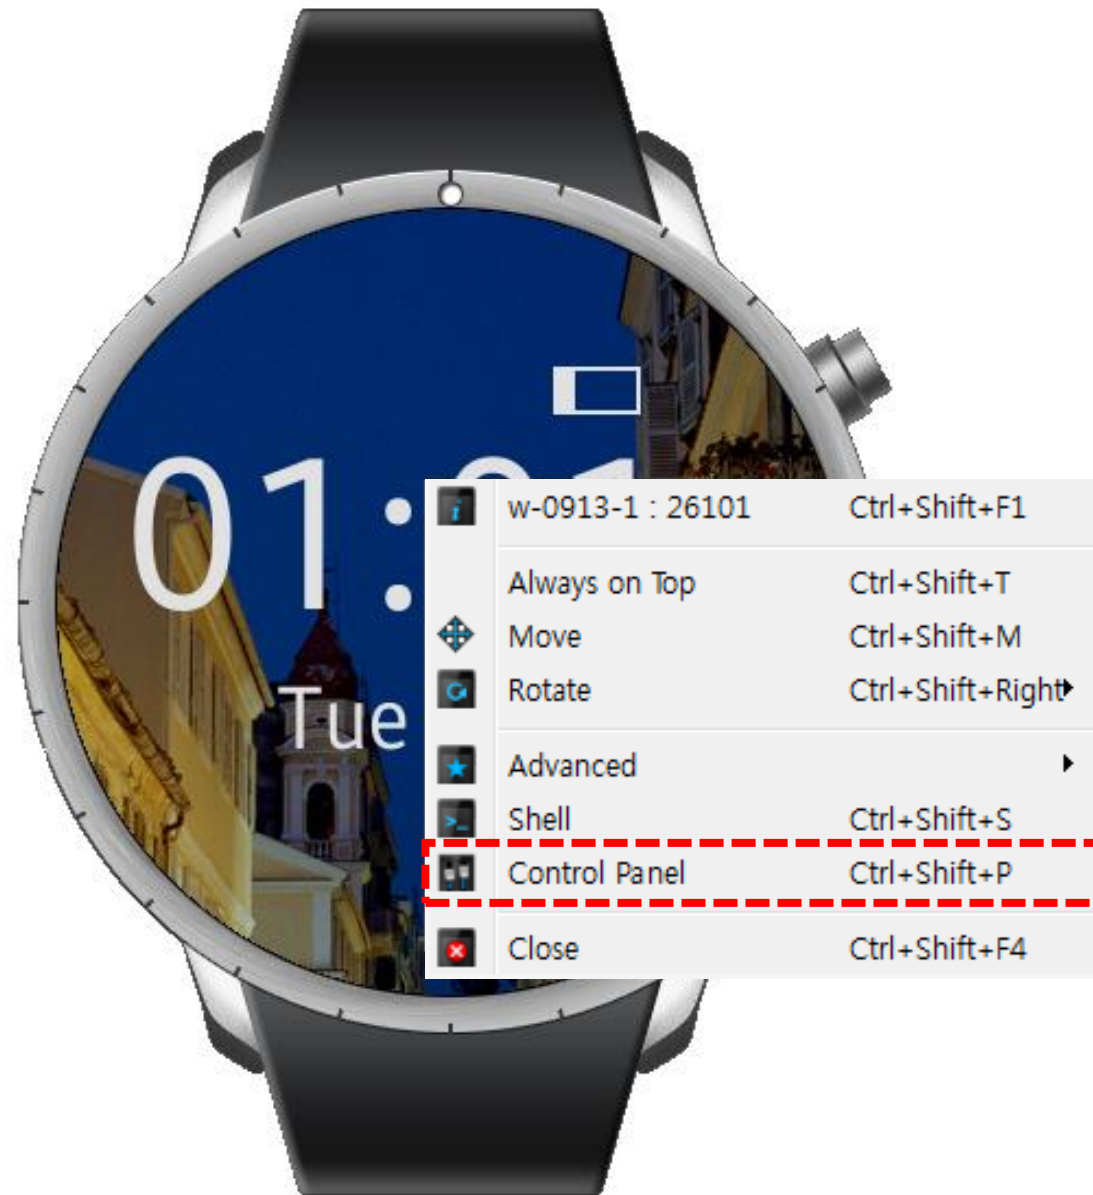 01:
Tue
w-0913-1 : 26101 Ctrl+Shift+F1
Always on Top Ctrl+Shift+T
Move Ctrl+Shift+M
Rotate Ctrl+Shift+Right
Advanced
Shell Ctrl+Shift+S
Control Panel Ctrl+Shift+P
Close Ctrl+Shift+F4